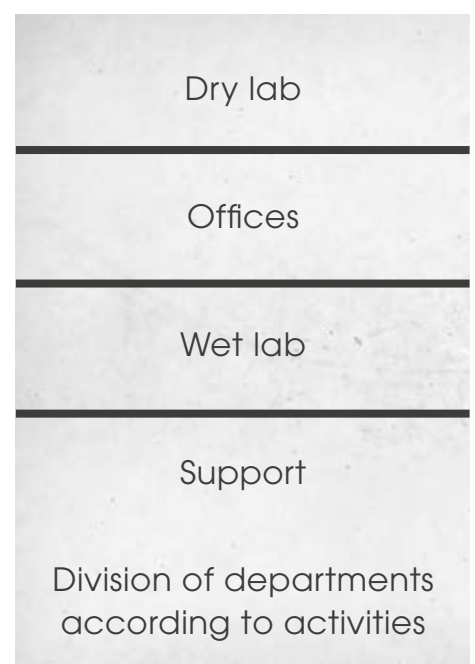 Dry lab
Offices
Wet lab
Support
Division of departments
according to activities